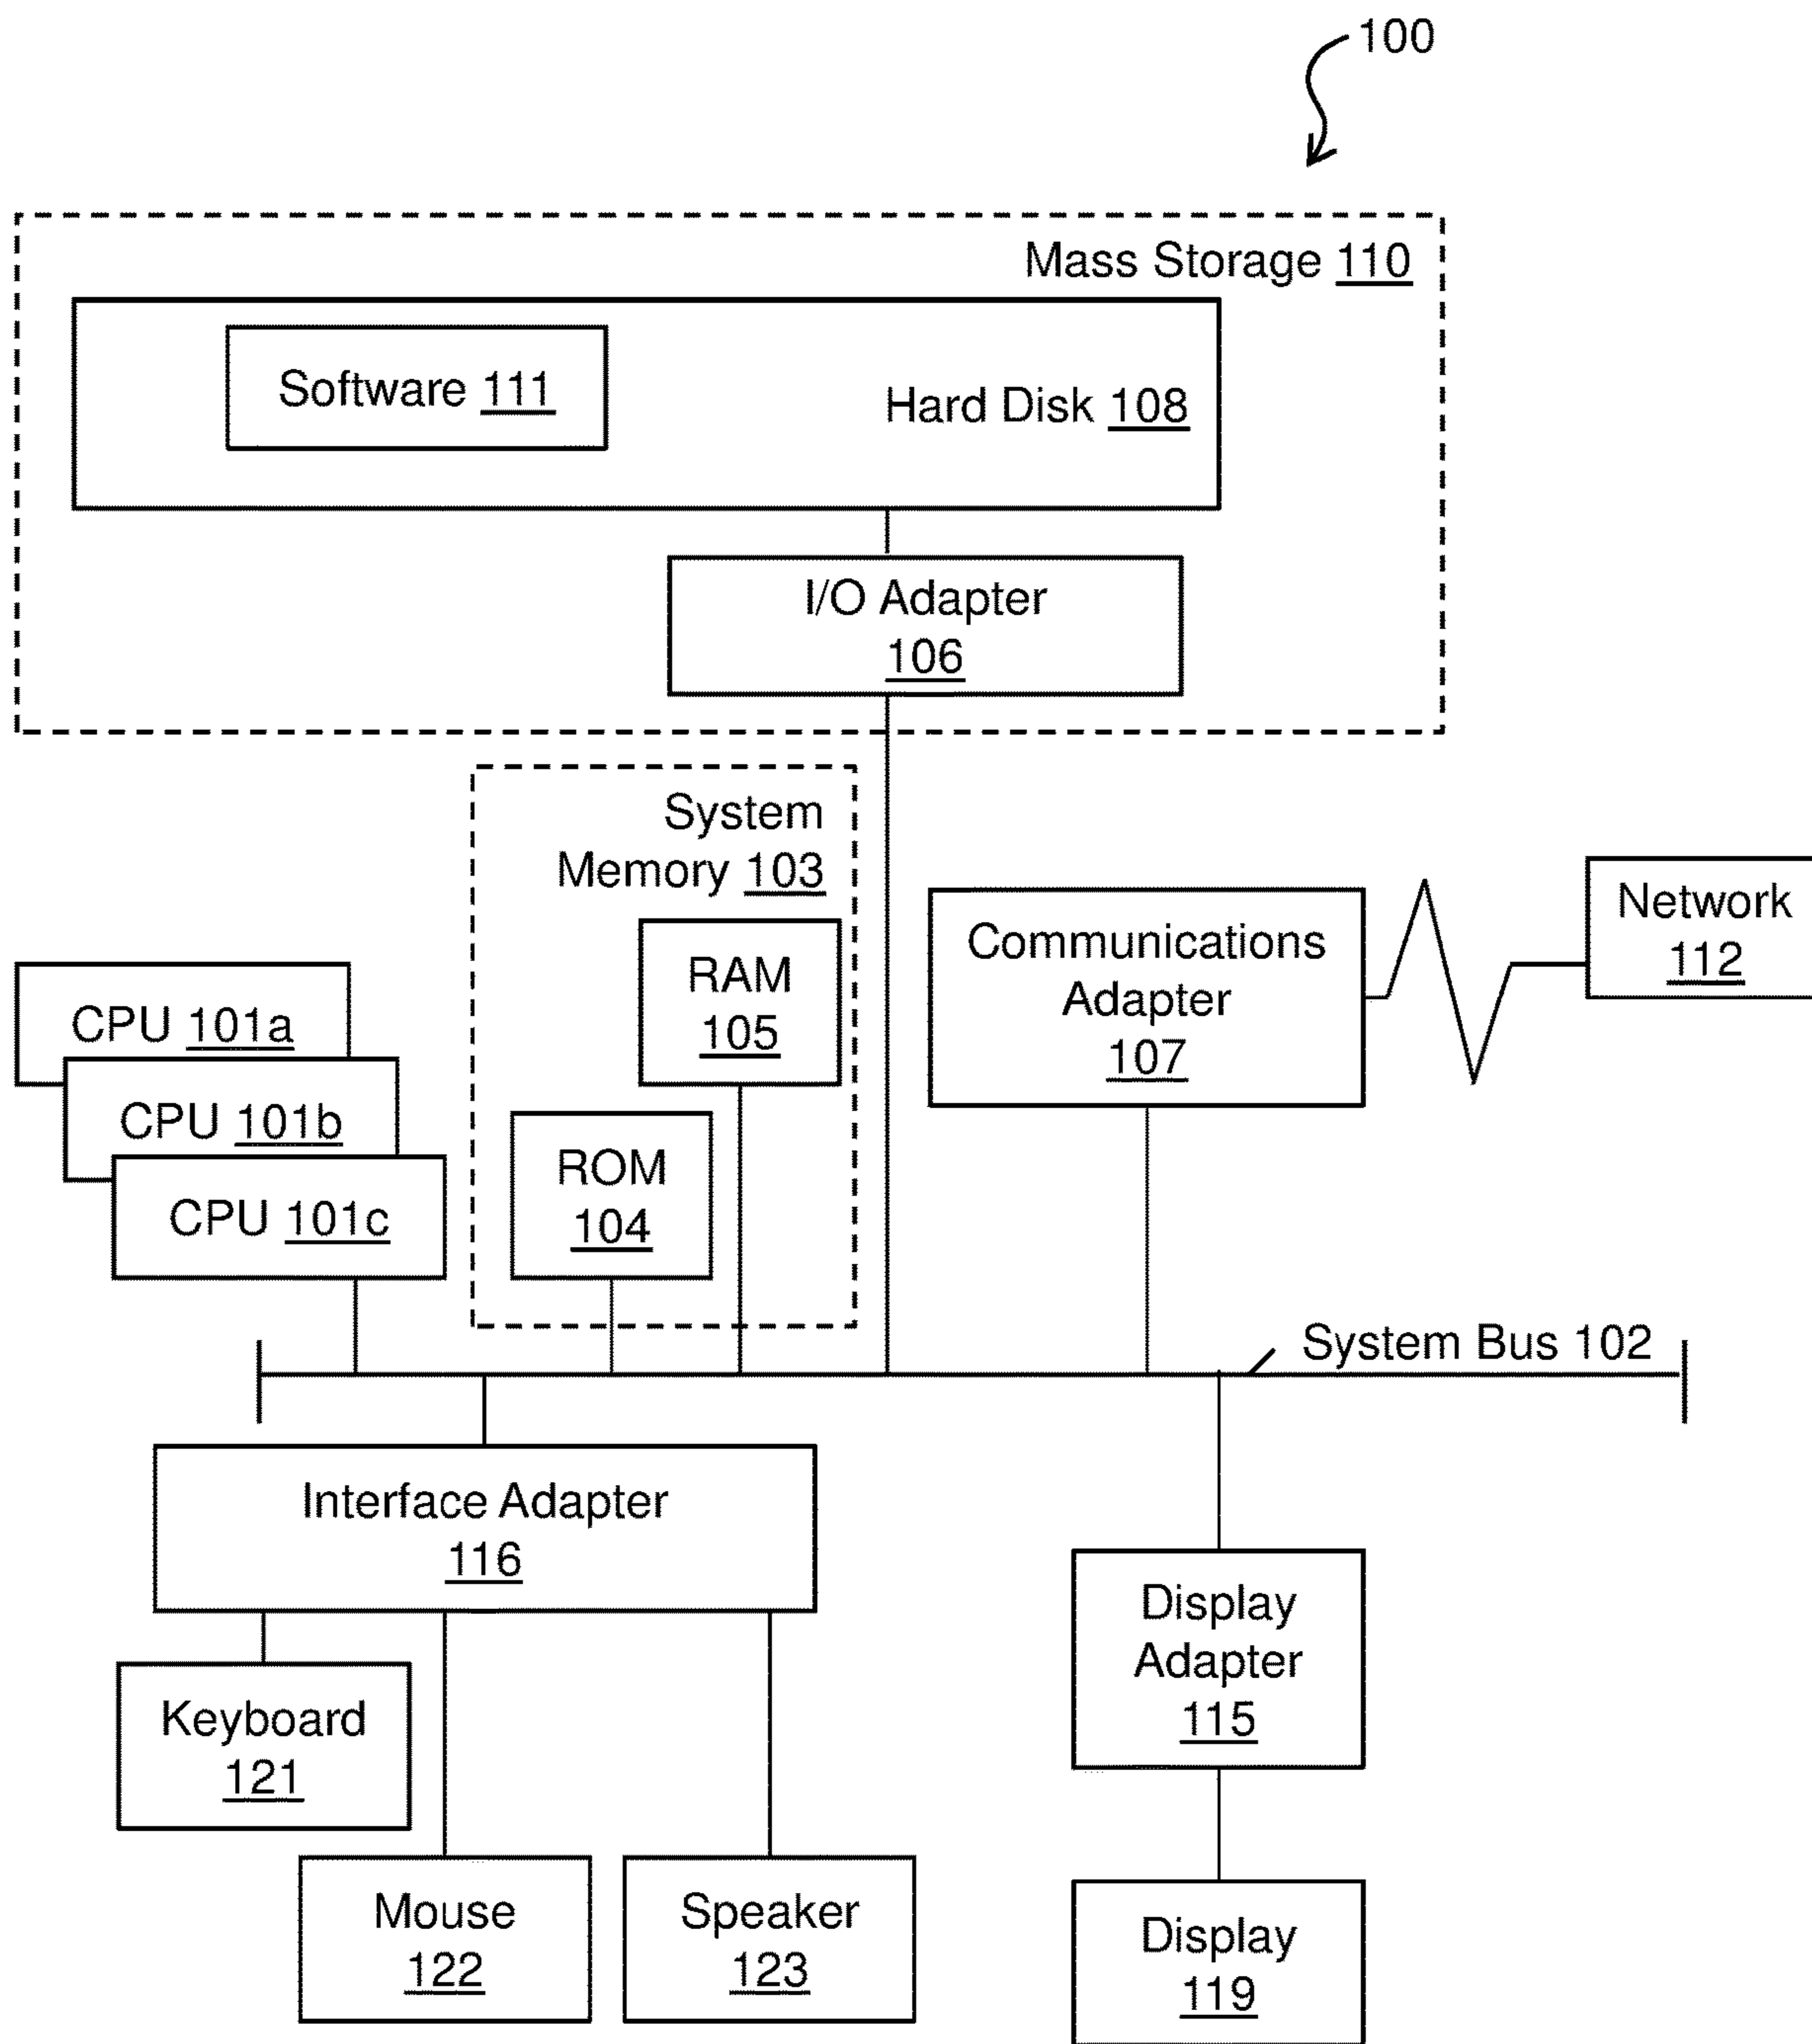 100
Mass Storage 110
Software 111
Hard Disk 108
I/O Adapter
106
System
Memory 103
RAM
105
ROM
104
CPU 101a
CPU 101b
CPU 101c
Communications
Adapter
107
Network
112
System Bus 102
Interface Adapter
116
Keyboard
121
Mouse
122
Speaker
123
Display
Adapter
115
Display
119